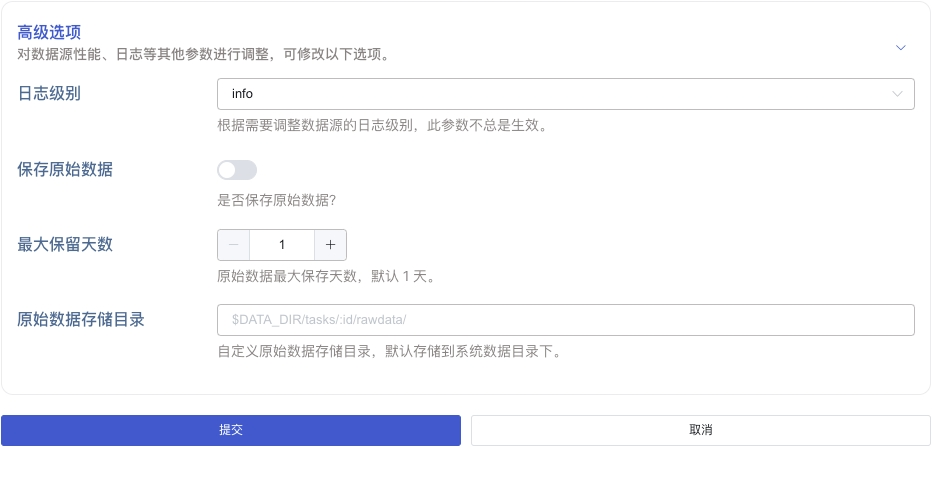 高级选项
对数据源性能、日志等其他参数进行调整，可修改以下选项。
日志级别
info
根据需要调整数据源的日志级别，此参数不总是生效。
保存原始数据
是否保存原始数据?
最大保留天数
1
原始数据最大保存天数，默认 1 天。
原始数据存储目录
$DATA_DIR/tasks/:id/rawdata/
自定义原始数据存储目录，默认存储到系统数据目录下。
提交
取消